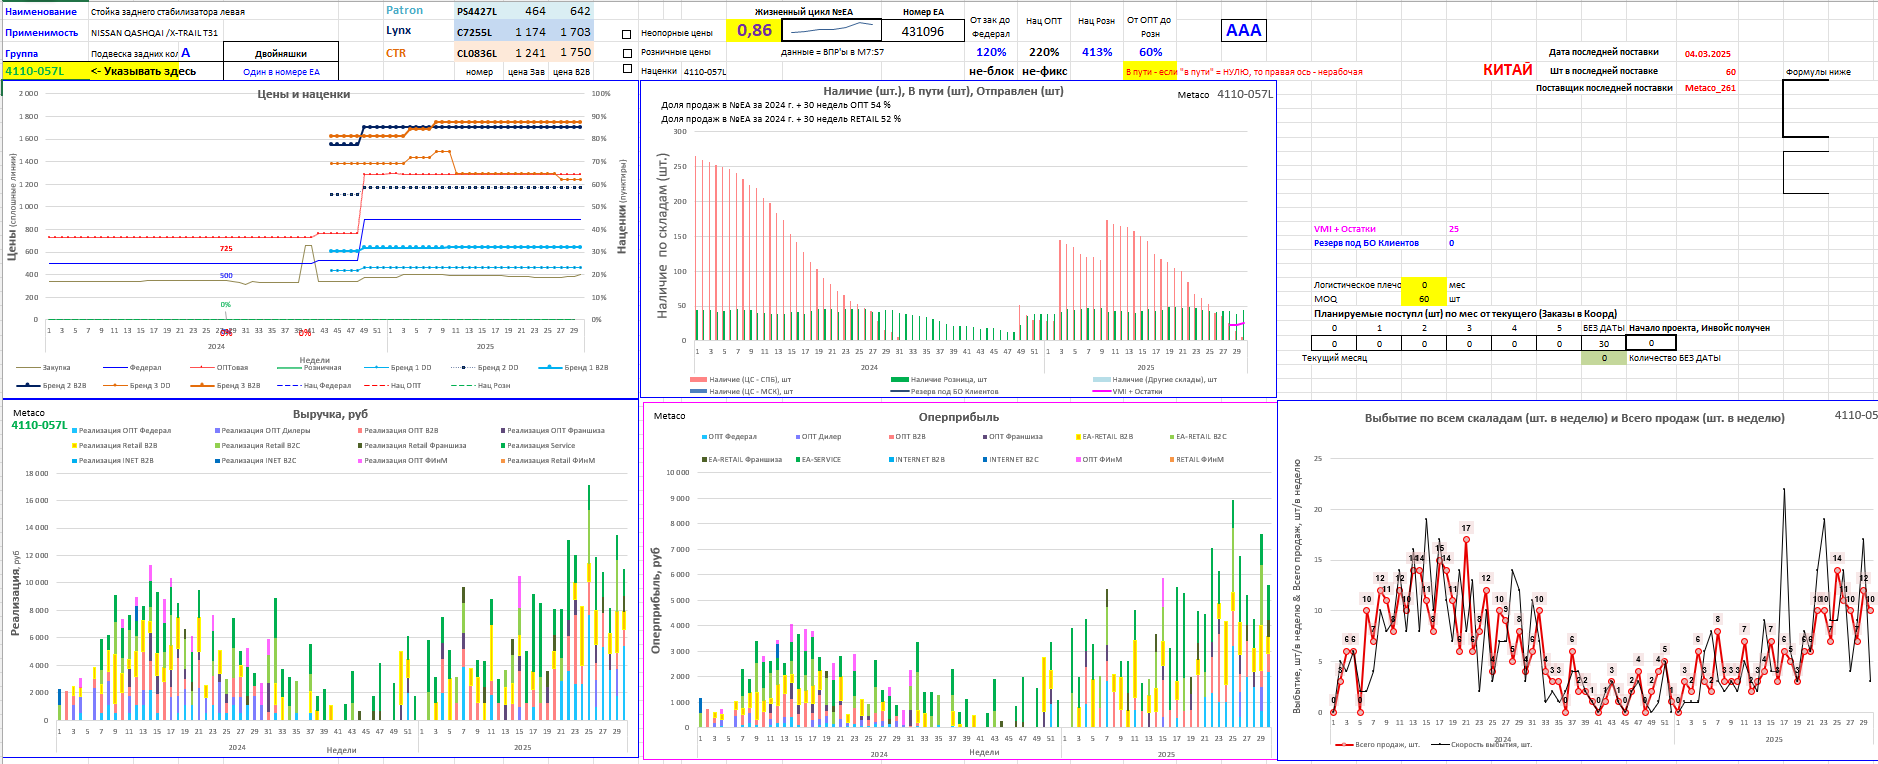 Наименование Стойка заднего стабилизатора левая
Применимость NISSAN QASHQAI /X-TRAIL T31
Группа Подвеска задних кол А Двойняшки
4110-057L <- Указывать здесь Один в номере ЕА
Patron PS4427L 464 642
Lynx C7255L 1 174 1 703
CTR CL0836L 1 241 1 750
номер цена Зав цена B2B
Жизненный цикл №ЕА Номер ЕА
Неопорные цены 0,86 431096
Розничные цены данные = ВПР'ы в М7:S7
Наценки 4110-057L
От зак до Федерал Нац ОПТ Нац Розн От ОПТ до Розн
120% 220% 413% 60%
не-блок не-фикс
В пути - если "в пути" = НУЛЮ, то правая ось - нерабочая
AAA
КИТАЙ
Дата последней поставки 04.03.2025
Шт в последней поставке 60
Поставщик последней поставки Metaco_261
Формулы ниже
Цены и наценки
Цены (сплошные линии)
Наценки (пунктиры)
2 000
1 800
1 600
1 400
1 200
1 000
800
600
400
200
0
100%
90%
80%
70%
60%
50%
40%
30%
20%
10%
0%
725
500
0%
0%
0%
2024 2025
Недели
Закупка Федерал ОПТовая Розничная Бренд 1 DD Бренд 2 DD Бренд 1 B2B
Бренд 2 B2B Бренд 3 DD Бренд 3 B2B Нац Федерал Нац ОПТ Нац Розн
Наличие (шт.), В пути (шт), Отправлен (шт)
Metaco 4110-057L
Доля продаж в №ЕА за 2024 г. + 30 недель ОПТ 54 %
Доля продаж в №ЕА за 2024 г. + 30 недель RETAIL 52 %
Наличие по складам (шт.)
300
250
200
150
100
50
0
2024 2025
Наличие (ЦС - СПБ), шт Наличие Розница, шт Наличие (Другие склады), шт
Наличие (ЦС - МСК), шт Резерв под БО Клиентов VMI + Остатки
VMI + Остатки 25
Резерв под БО Клиентов 0
Логистическое плечо 0 мес
MOQ 60 шт
Планируемые поступл (шт) по мес от текущего (Заказы в Коорд)
0 1 2 3 4 5 БЕЗ ДАТЫ Начало проекта, Инвойс получен
0 0 0 0 0 0 30 0
Текущий месяц 0 Количество БЕЗ ДАТЫ
Metaco
4110-057L
Выручка, руб
Реализация ОПТ Федерал Реализация ОПТ Дилеры Реализация ОПТ B2B Реализация ОПТ Франшиза
Реализация Retail B2B Реализация Retail B2C Реализация Retail Франшиза Реализация Service
Реализация INET B2B Реализация INET B2C Реализация ОПТ ФИнМ Реализация Retail ФИнМ
Реализация, руб
18 000
16 000
14 000
12 000
10 000
8 000
6 000
4 000
2 000
0
2024 2025
Недели
Metaco
Оперприбыль
ОПТ Федерал ОПТ Дилер ОПТ B2B ОПТ Франшиза EA-RETAIL B2B EA-RETAIL B2C
EA-RETAIL Франшиза EA-SERVICE INTERNET B2B INTERNET B2C ОПТ ФИнМ RETAIL ФИнМ
Оперприбыль, руб
10 000
9 000
8 000
7 000
6 000
5 000
4 000
3 000
2 000
1 000
0
2024 2025
Недели
Выбытие по всем скаладам (шт. в неделю) и Всего продаж (шт. в неделю)
4110-05
Выбытие, шт/в неделю & Всего продаж, шт/в неделю
25
20
15
10
5
0
2024 2025
Всего продаж, шт. Скорость выбытия, шт.